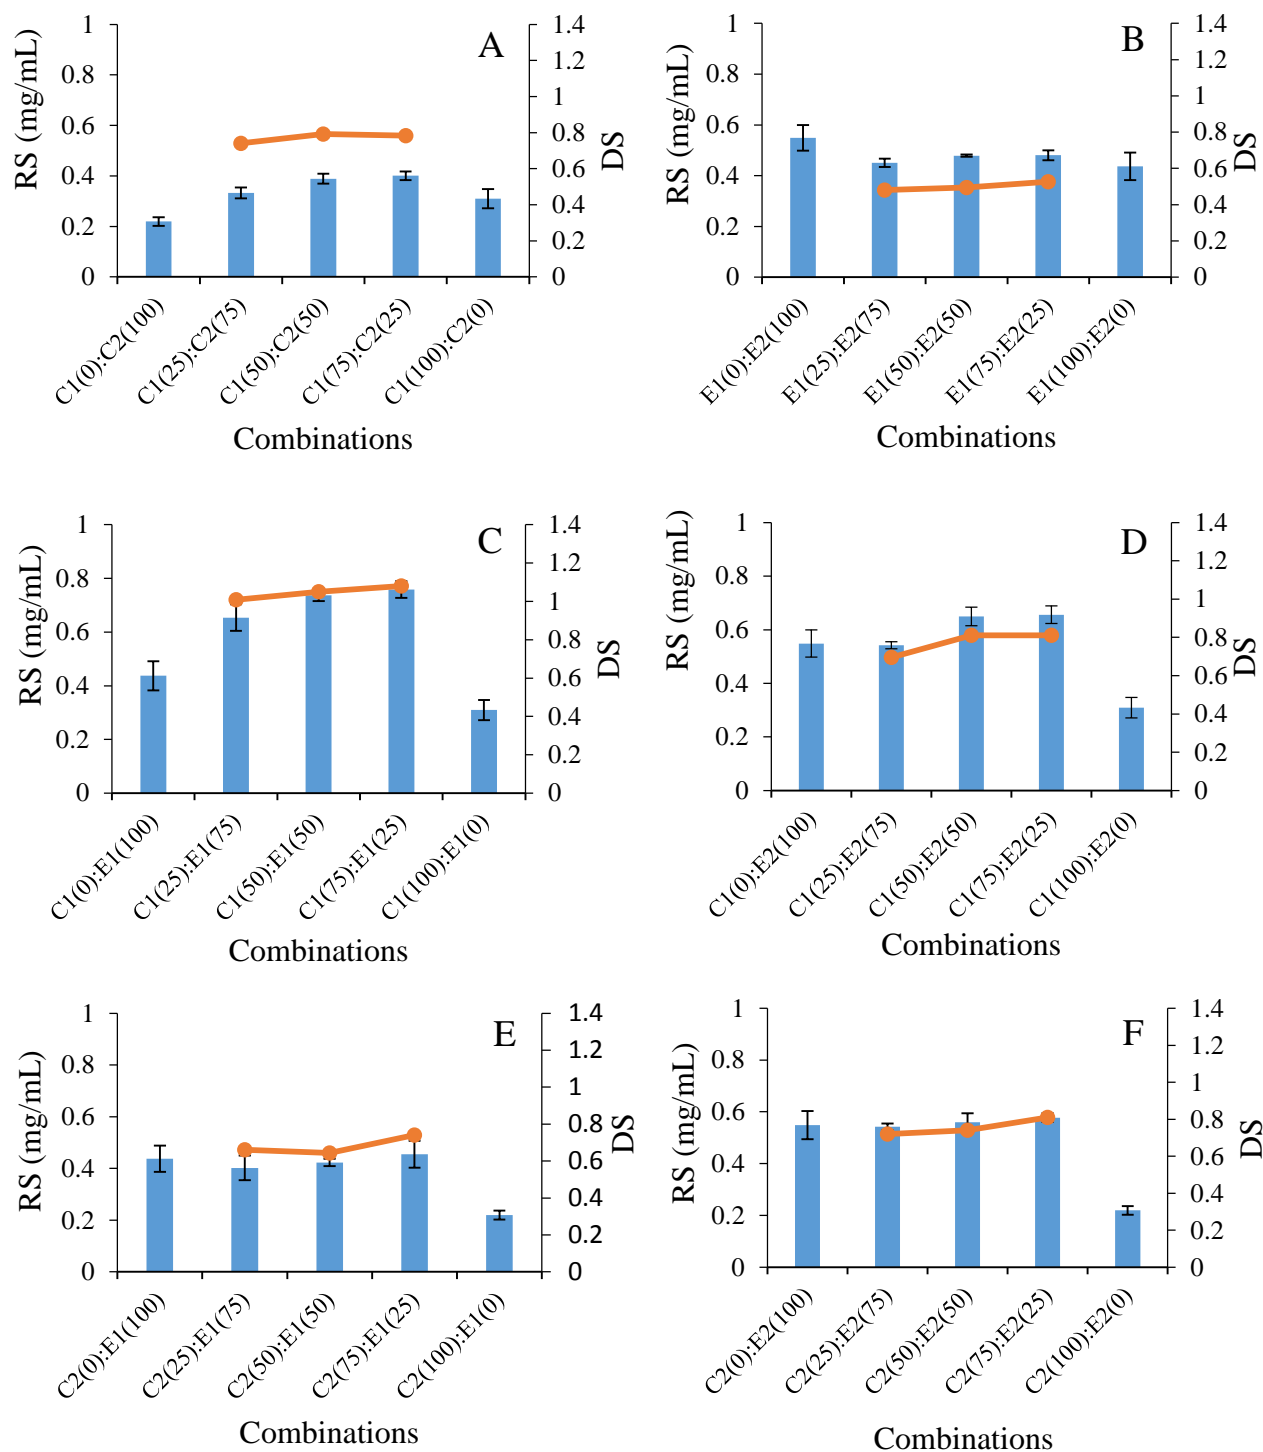 A
RS (mg/mL)
1
0.8
0.6
0.4
0.2
0
1.4
1.2
1
0.8
0.6
0.4
0.2
0
DS
C1(0):C2(100)
C1(25):C2(75)
C1(50):C2(50)
C1(75):C2(25)
C1(100):C2(0)
Combinations
B
RS (mg/mL)
1
0.8
0.6
0.4
0.2
0
1.4
1.2
1
0.8
0.6
0.4
0.2
0
DS
E1(0):E2(100)
E1(25):E2(75)
E1(50):E2(50)
E1(75):E2(25)
E1(100):E2(0)
Combinations
C
RS (mg/mL)
1
0.8
0.6
0.4
0.2
0
1.4
1.2
1
0.8
0.6
0.4
0.2
0
DS
C1(0):E1(100)
C1(25):E1(75)
C1(50):E1(50)
C1(75):E1(25)
C1(100):E1(0)
Combinations
D
RS (mg/mL)
1
0.8
0.6
0.4
0.2
0
1.4
1.2
1
0.8
0.6
0.4
0.2
0
DS
C1(0):E2(100)
C1(25):E2(75)
C1(50):E2(50)
C1(75):E2(25)
C1(100):E2(0)
Combinations
E
RS (mg/mL)
1
0.8
0.6
0.4
0.2
0
1.4
1.2
1
0.8
0.6
0.4
0.2
0
DS
C2(0):E1(100)
C2(25):E1(75)
C2(50):E1(50)
C2(75):E1(25)
C2(100):E1(0)
Combinations
F
RS (mg/mL)
1
0.8
0.6
0.4
0.2
0
1.4
1.2
1
0.8
0.6
0.4
0.2
0
DS
C2(0):E2(100)
C2(25):E2(75)
C2(50):E2(50)
C2(75):E2(25)
C2(100):E2(0)
Combinations